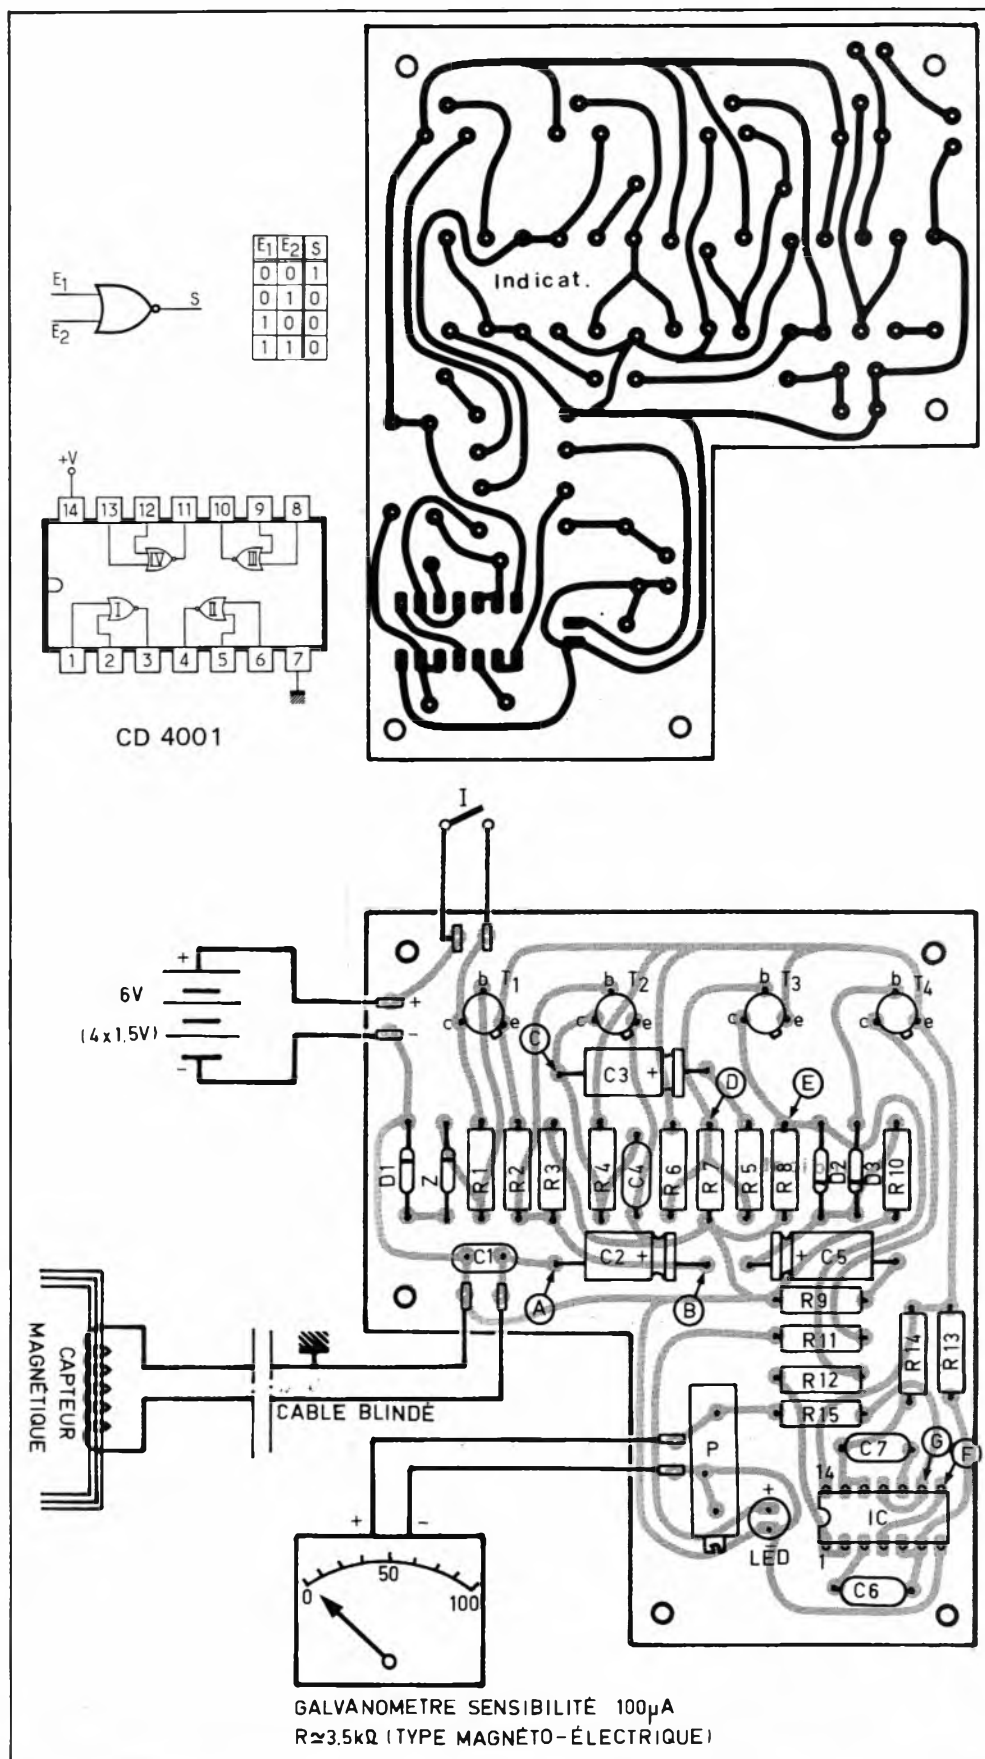 E1
E2
S
E1 E2 S
0 0 1
0 1 0
1 0 0
1 1 0
Indicat.
+V
14 13 12 11 10 9 8
IV III
I II
1 2 3 4 5 6 7
CD 4001
I
+
6V
(4x1,5V)
-
+
-
b T1
c e
b T2
c e
b T3
c e
b T4
c e
C
C3 +
D
E
D1
Z
R1
R2
R3
R4
C4
R6
R7
R5
R8
D2
D3
R10
C1
C2 +
+ C5
A
B
R9
R11
R12
R15
R14
R13
CAPTEUR
MAGNÉTIQUE
CABLE BLINDÉ
P
C7
G
F
14
IC
1
+
LED
C6
+ -
0 50 100
GALVANOMETRE SENSIBILITÉ 100µA
R≃3,5kΩ (TYPE MAGNÉTO-ÉLECTRIQUE)